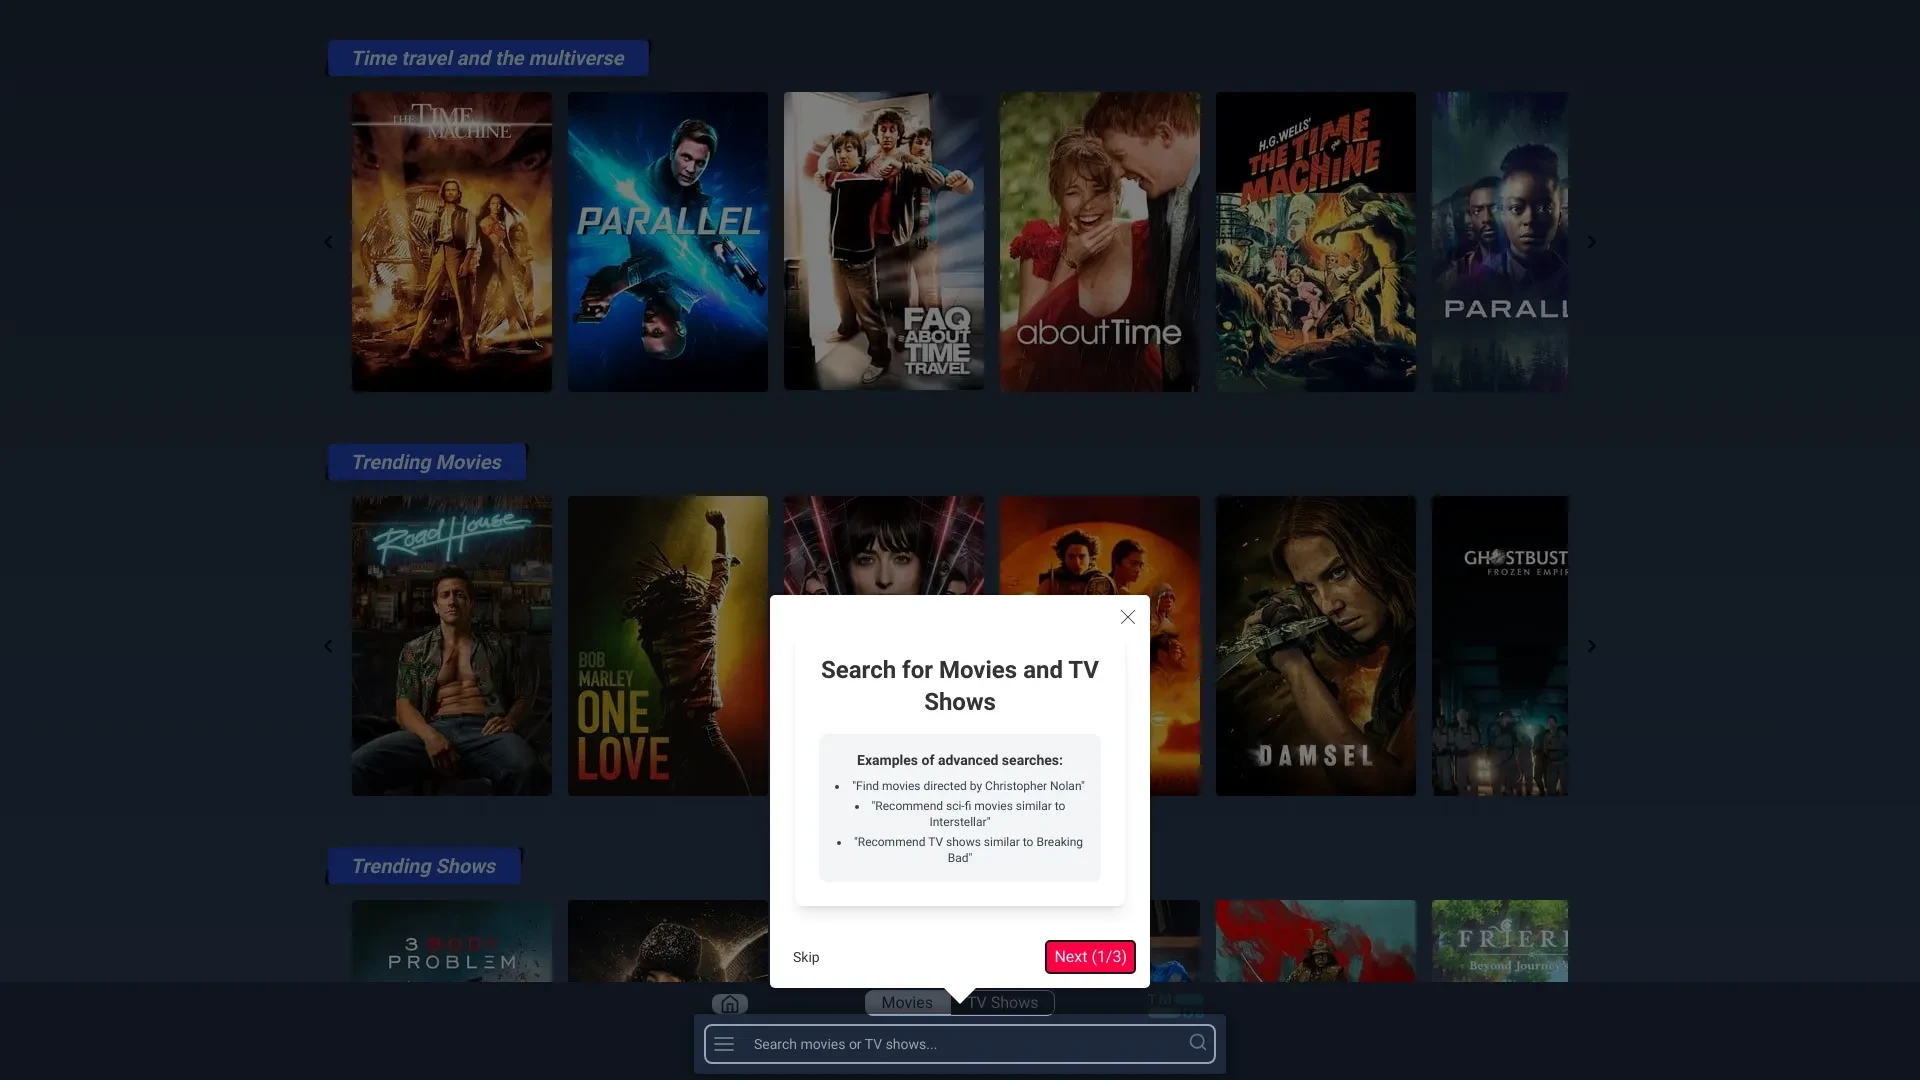 Time travel and the multiverse
THE TIME
MACHINE
PARALLEL
FAQ
ABOUT
TIME
TRAVEL
aboutTime
H.G.WELLS'
THE TIME
MACHINE
PARALL
Trending Movies
Road House
BOB
MARLEY
ONE
LOVE
DAMSEL
GHOSTBUST
FROZEN EMPIR
Search for Movies and TV
Shows
Examples of advanced searches:
• "Find movies directed by Christopher Nolan"
• "Recommend sci-fi movies similar to
Interstellar"
• "Recommend TV shows similar to Breaking
Bad"
Skip
Next (1/3)
Trending Shows
3 BODY
PROBLEM
FRIER
Beyond Journey's
Movies
TV Shows
TM
DB
Search movies or TV shows...